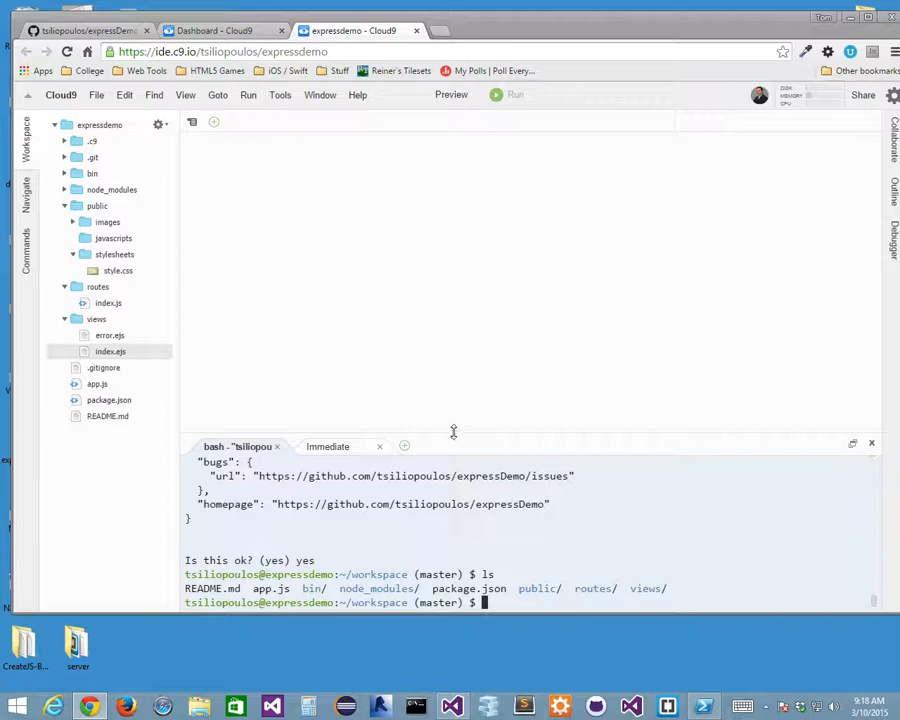 Tom
tsiliopoulos/expressDemo
Dashboard - Cloud9
expressdemo - Cloud9
https://ide.c9.io/tsiliopoulos/expressdemo
Apps
College
Web Tools
HTML5 Games
iOS / Swift
Stuff
Reiner's Tilesets
My Polls | Poll Every...
Other bookmarks
Cloud9
File
Edit
Find
View
Goto
Run
Tools
Window
Help
Preview
Run
DISK
MEMORY
CPU
Share
Workspace
Navigate
Commands
Collaborate
Outline
Debugger
expressdemo
.c9
.git
bin
node_modules
public
images
javascripts
stylesheets
style.css
routes
index.js
views
error.ejs
index.ejs
.gitignore
app.js
package.json
README.md
bash - "tsiliopou
Immediate
"bugs": {
"url": "https://github.com/tsiliopoulos/expressDemo/issues"
},
"homepage": "https://github.com/tsiliopoulos/expressDemo"
}
Is this ok? (yes) yes
tsiliopoulos@expressdemo:~/workspace (master) $ ls
README.md app.js bin/ node_modules/ package.json public/ routes/ views/
tsiliopoulos@expressdemo:~/workspace (master) $
CreateJS-B...
server
9:18 AM
3/10/2015